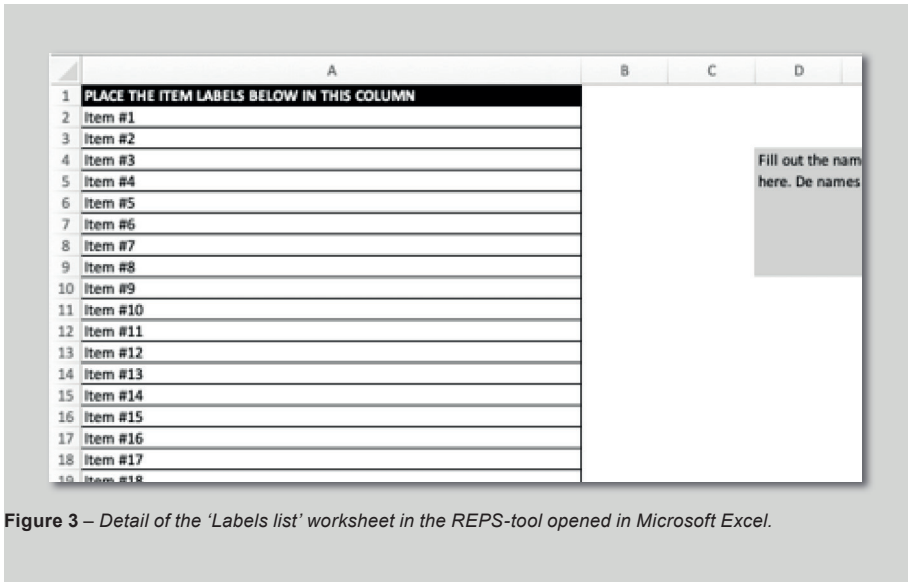 A B C D
1 PLACE THE ITEM LABELS BELOW IN THIS COLUMN
2 Item #1
3 Item #2
4 Item #3 Fill out the nam
5 Item #4 here. De names
6 Item #5
7 Item #6
8 Item #7
9 Item #8
10 Item #9
11 Item #10
12 Item #11
13 Item #12
14 Item #13
15 Item #14
16 Item #15
17 Item #16
18 Item #17
19 Item #18
Figure 3 – Detail of the ‘Labels list’ worksheet in the REPS-tool opened in Microsoft Excel.